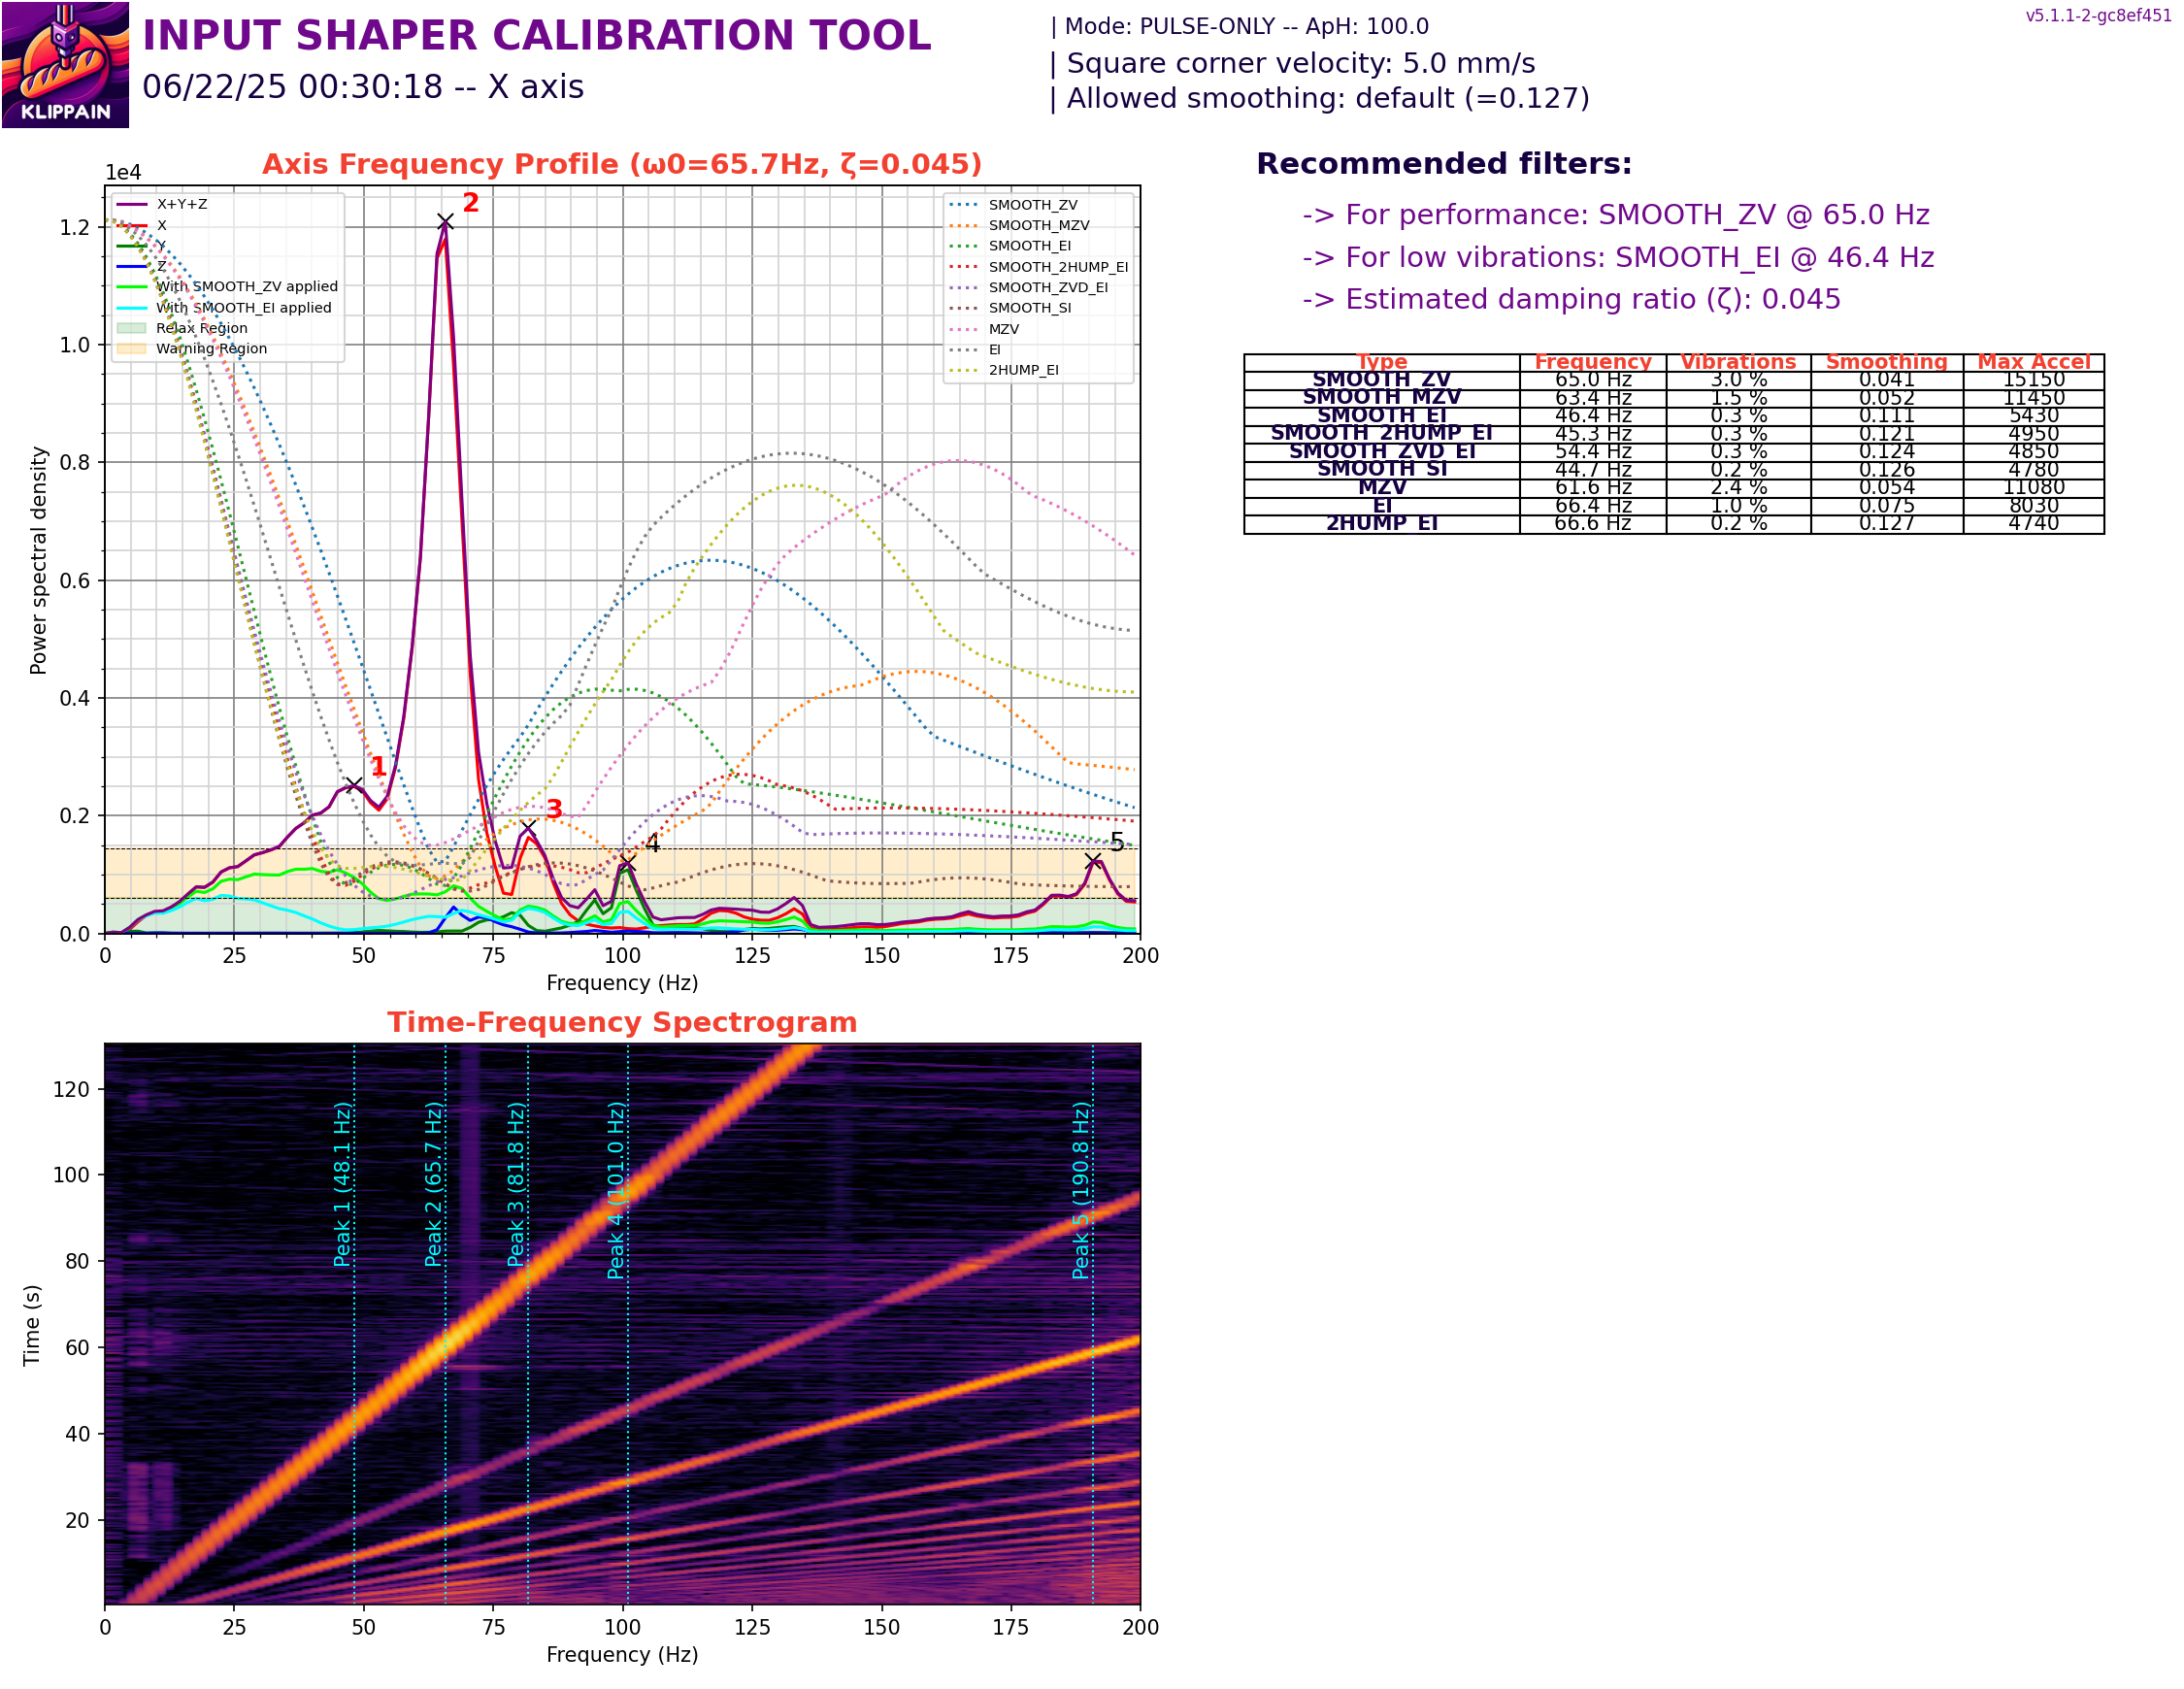 KLIPPAIN
INPUT SHAPER CALIBRATION TOOL
06/22/25 00:30:18 -- X axis
| Mode: PULSE-ONLY -- ApH: 100.0
| Square corner velocity: 5.0 mm/s
| Allowed smoothing: default (=0.127)
v5.1.1-2-gc8ef451
Axis Frequency Profile (ω0=65.7Hz, ζ=0.045)
1e4
X+Y+Z
X
Y
Z
With SMOOTH_ZV applied
With SMOOTH_EI applied
Relax Region
Warning Region
SMOOTH_ZV
SMOOTH_MZV
SMOOTH_EI
SMOOTH_2HUMP_EI
SMOOTH_ZVD_EI
SMOOTH_SI
MZV
EI
2HUMP_EI
1
2
3
4
5
Power spectral density
1.2
1.0
0.8
0.6
0.4
0.2
0.0
0 25 50 75 100 125 150 175 200
Frequency (Hz)
Recommended filters:
-> For performance: SMOOTH_ZV @ 65.0 Hz
-> For low vibrations: SMOOTH_EI @ 46.4 Hz
-> Estimated damping ratio (ζ): 0.045
Type Frequency Vibrations Smoothing Max Accel
SMOOTH_ZV 65.0 Hz 3.0 % 0.041 15150
SMOOTH_MZV 63.4 Hz 1.5 % 0.052 11450
SMOOTH_EI 46.4 Hz 0.3 % 0.111 5430
SMOOTH_2HUMP_EI 45.3 Hz 0.3 % 0.121 4950
SMOOTH_ZVD_EI 54.4 Hz 0.3 % 0.124 4850
SMOOTH_SI 44.7 Hz 0.2 % 0.126 4780
MZV 61.6 Hz 2.4 % 0.054 11080
EI 66.4 Hz 1.0 % 0.075 8030
2HUMP_EI 66.6 Hz 0.2 % 0.127 4740
Time-Frequency Spectrogram
Time (s)
120
100
80
60
40
20
Peak 1 (48.1 Hz)
Peak 2 (65.7 Hz)
Peak 3 (81.8 Hz)
Peak 4 (101.0 Hz)
Peak 5 (190.8 Hz)
0 25 50 75 100 125 150 175 200
Frequency (Hz)